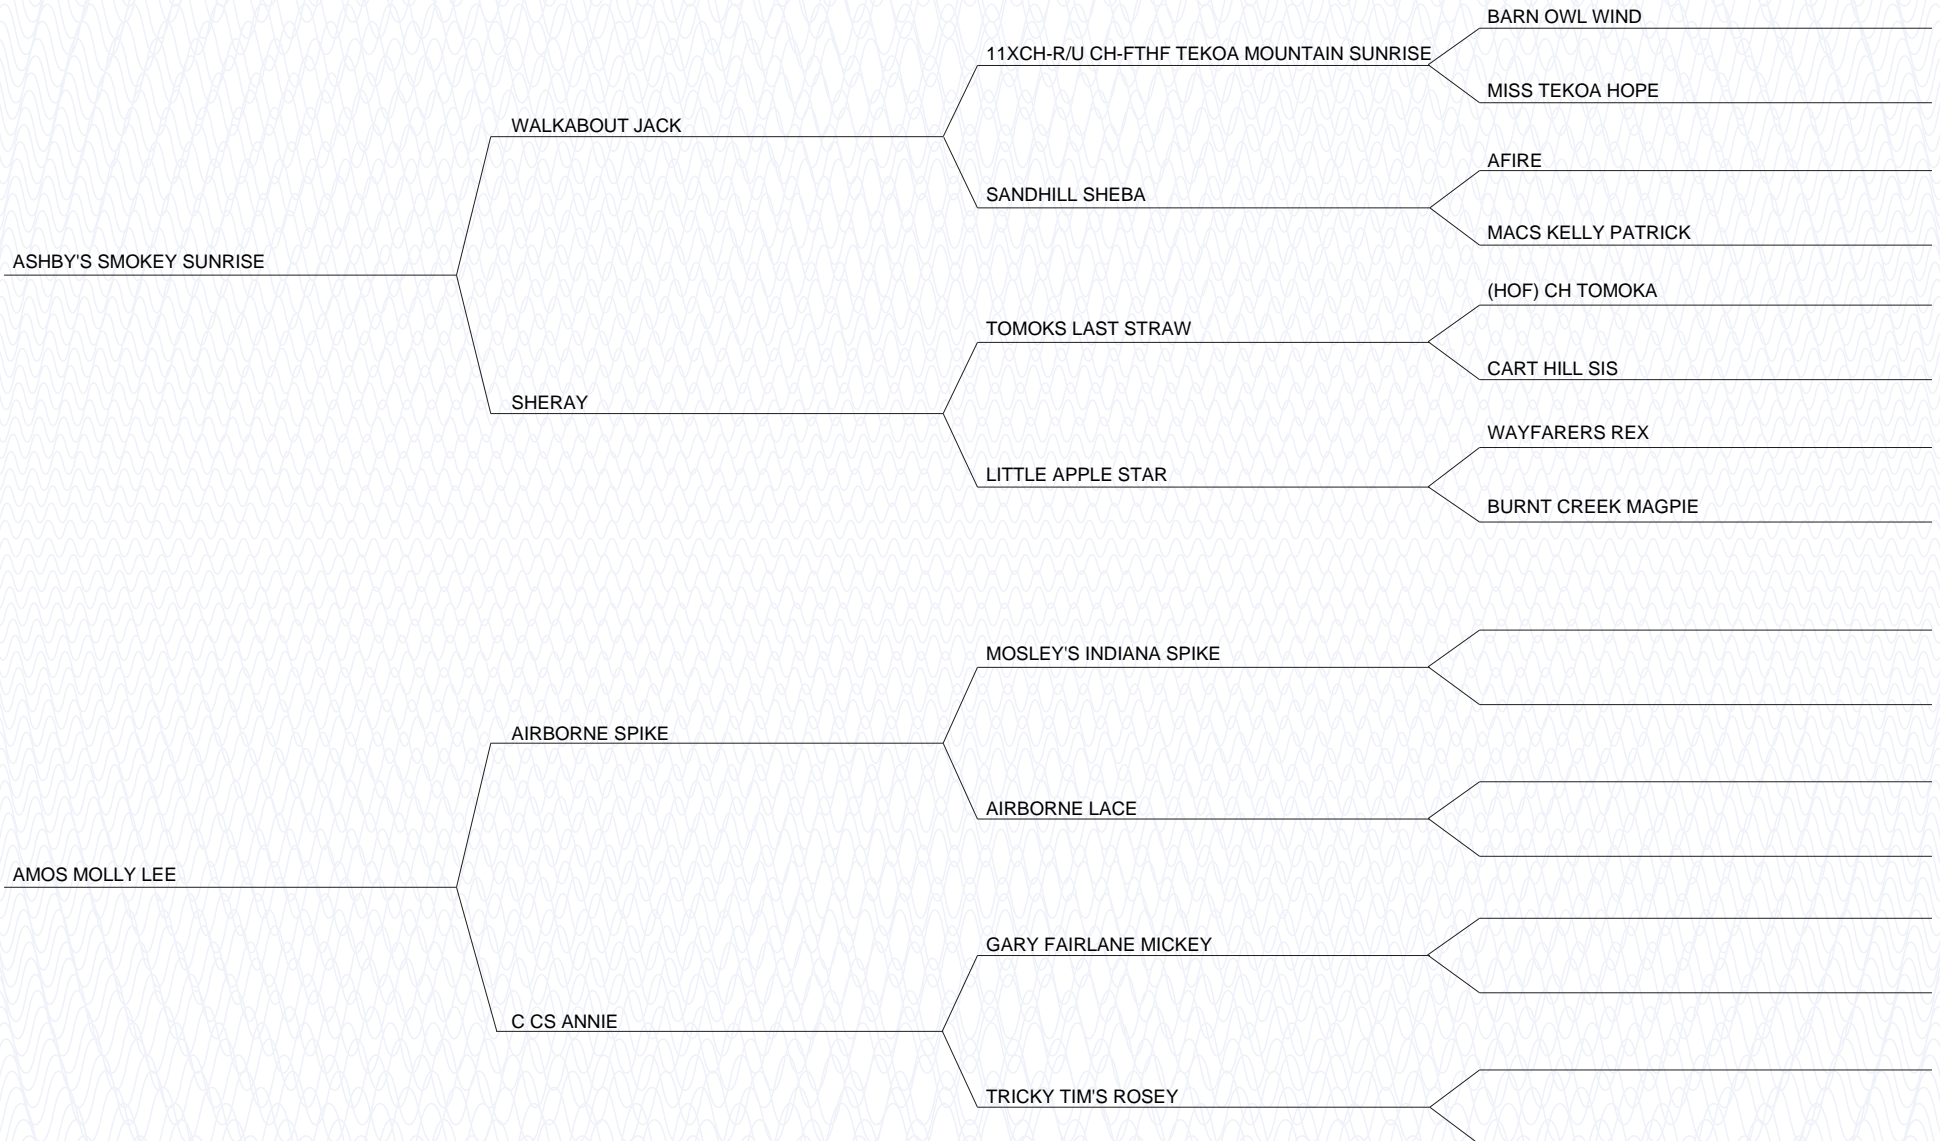 BARN OWL WIND
11XCH-R/U CH-FTHF TEKOA MOUNTAIN SUNRISE
MISS TEKOA HOPE
WALKABOUT JACK
AFIRE
SANDHILL SHEBA
MACS KELLY PATRICK
ASHBY'S SMOKEY SUNRISE
(HOF) CH TOMOKA
TOMOKS LAST STRAW
CART HILL SIS
SHERAY
WAYFARERS REX
LITTLE APPLE STAR
BURNT CREEK MAGPIE
MOSLEY'S INDIANA SPIKE
AIRBORNE SPIKE
AIRBORNE LACE
AMOS MOLLY LEE
GARY FAIRLANE MICKEY
C CS ANNIE
TRICKY TIM'S ROSEY